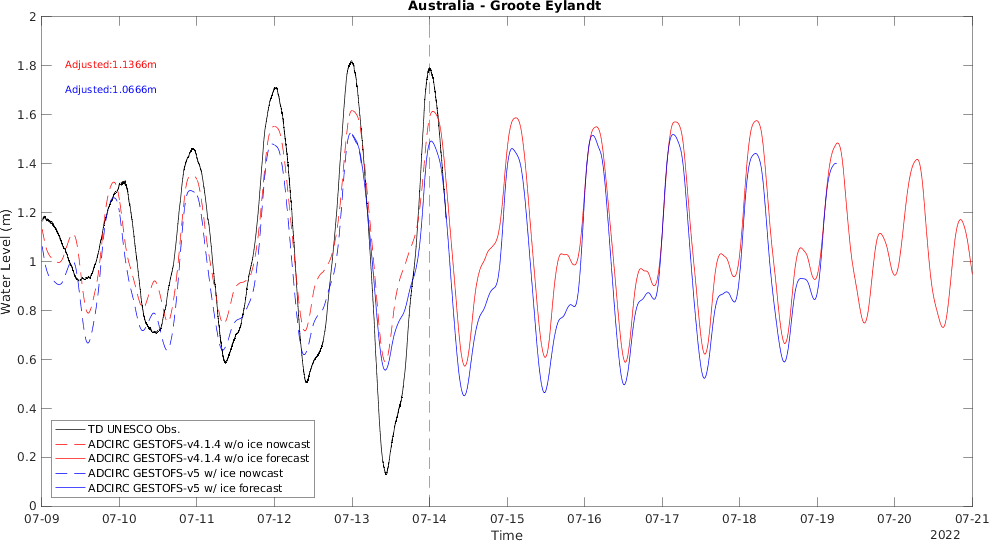 Australia - Groote Eylandt
Adjusted:1.1366m
Adjusted:1.0666m
Water Level (m)
2
1.8
1.6
1.4
1.2
1
0.8
0.6
0.4
0.2
0
TD UNESCO Obs.
ADCIRC GESTOFS-v4.1.4 w/o ice nowcast
ADCIRC GESTOFS-v4.1.4 w/o ice forecast
ADCIRC GESTOFS-v5 w/ ice nowcast
ADCIRC GESTOFS-v5 w/ ice forecast
07-09 07-10 07-11 07-12 07-13 07-14 07-15 07-16 07-17 07-18 07-19 07-20 07-21
Time
2022